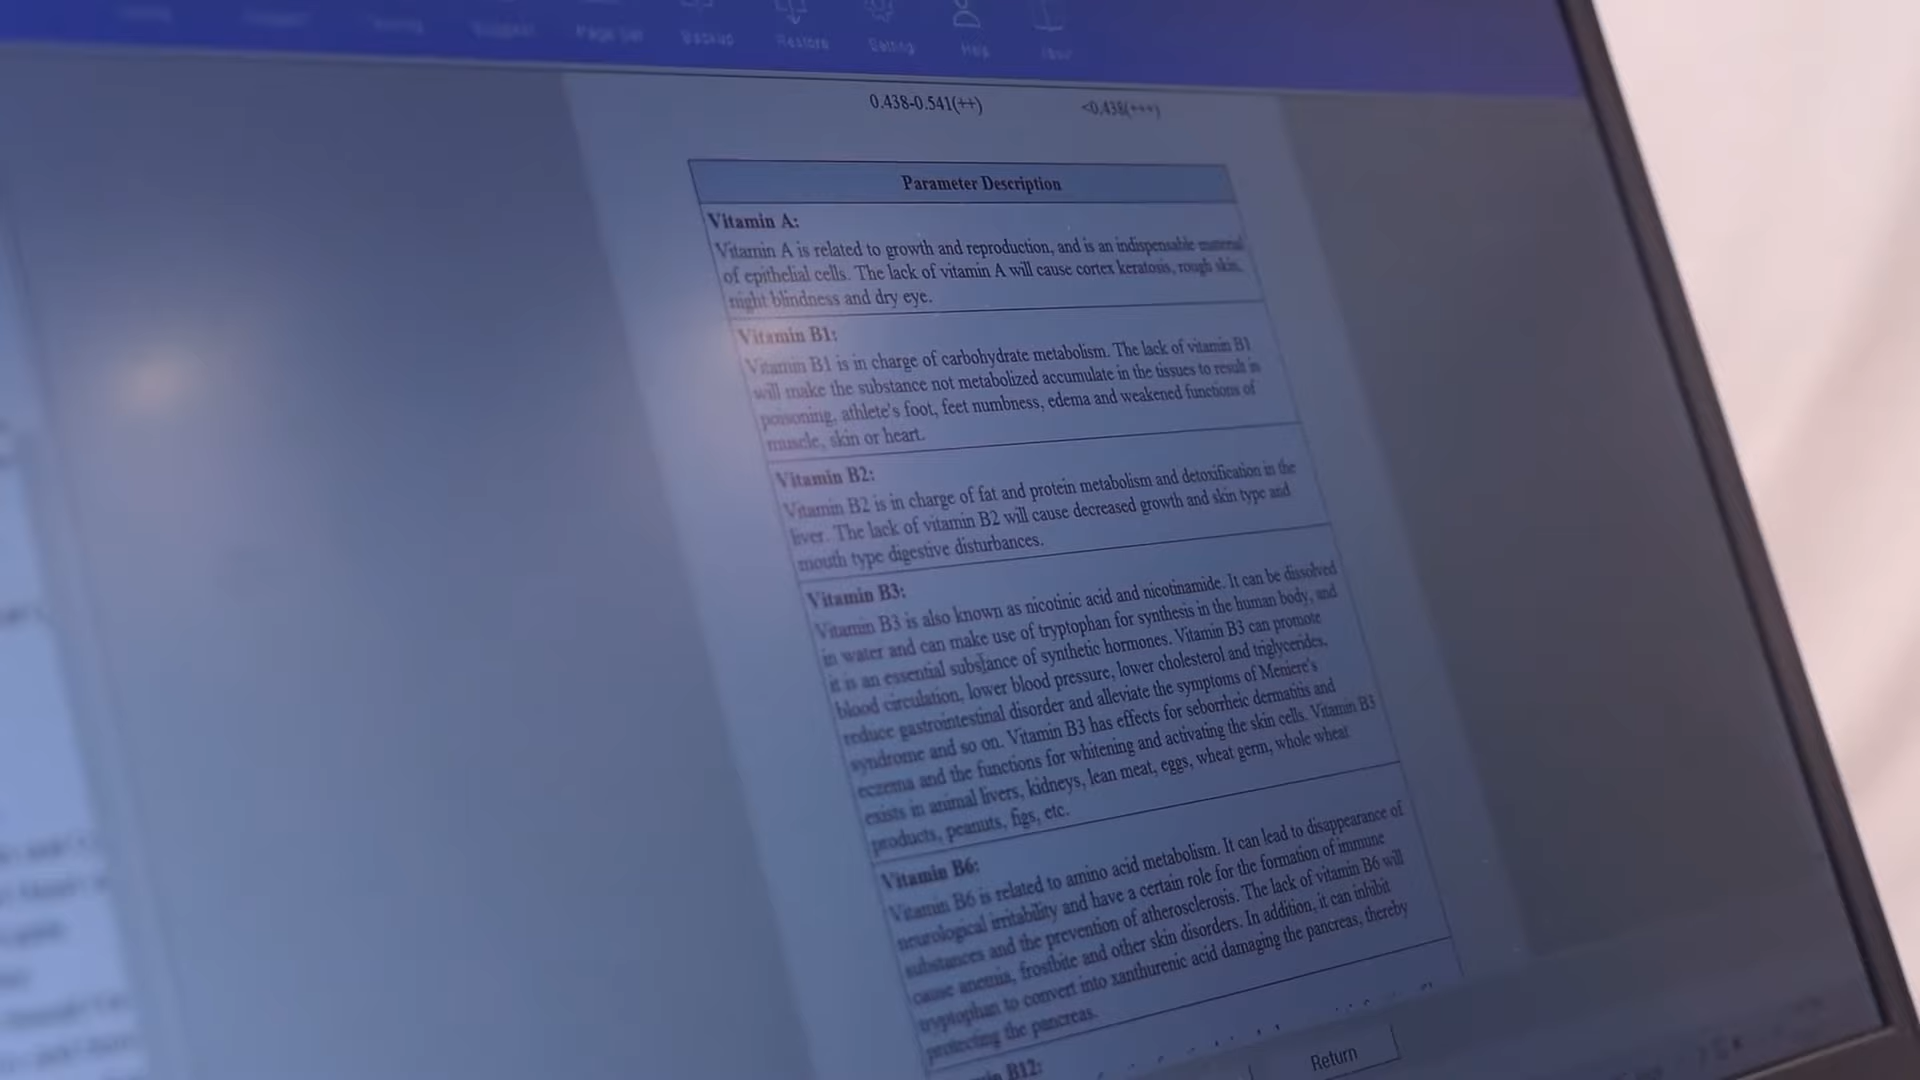 Backup Restore Setting Help
0.438-0.541(++) <0.438(+++)
Parameter Description
Vitamin A:
Vitamin A is related to growth and reproduction, and is an indispensable material
of epithelial cells. The lack of vitamin A will cause cortex keratosis, rough skin,
night blindness and dry eye.
Vitamin B1:
Vitamin B1 is in charge of carbohydrate metabolism. The lack of vitamin B1
will make the substance not metabolized accumulate in the tissues to result in
poisoning, athlete's foot, feet numbness, edema and weakened functions of
muscle, skin or heart.
Vitamin B2:
Vitamin B2 is in charge of fat and protein metabolism and detoxification in the
liver. The lack of vitamin B2 will cause decreased growth and skin type and
mouth type digestive disturbances.
Vitamin B3:
Vitamin B3 is also known as nicotinic acid and nicotinamide. It can be dissolved
in water and can make use of tryptophan for synthesis in the human body, and
it is an essential substance of synthetic hormones. Vitamin B3 can promote
blood circulation, lower blood pressure, lower cholesterol and triglycerides,
reduce gastrointestinal disorder and alleviate the symptoms of Meniere's
syndrome and so on. Vitamin B3 has effects for seborrheic dermatitis and
eczema and the functions for whitening and activating the skin cells. Vitamin B3
exists in animal livers, kidneys, lean meat, eggs, wheat germ, whole wheat
products, peanuts, figs, etc.
Vitamin B6:
Vitamin B6 is related to amino acid metabolism. It can lead to disappearance of
neurological irritability and have a certain role for the formation of immune
substances and the prevention of atherosclerosis. The lack of vitamin B6 will
cause anemia, frostbite and other skin disorders. In addition, it can inhibit
tryptophan to convert into xanthurenic acid damaging the pancreas, thereby
protecting the pancreas.
B12:
Return